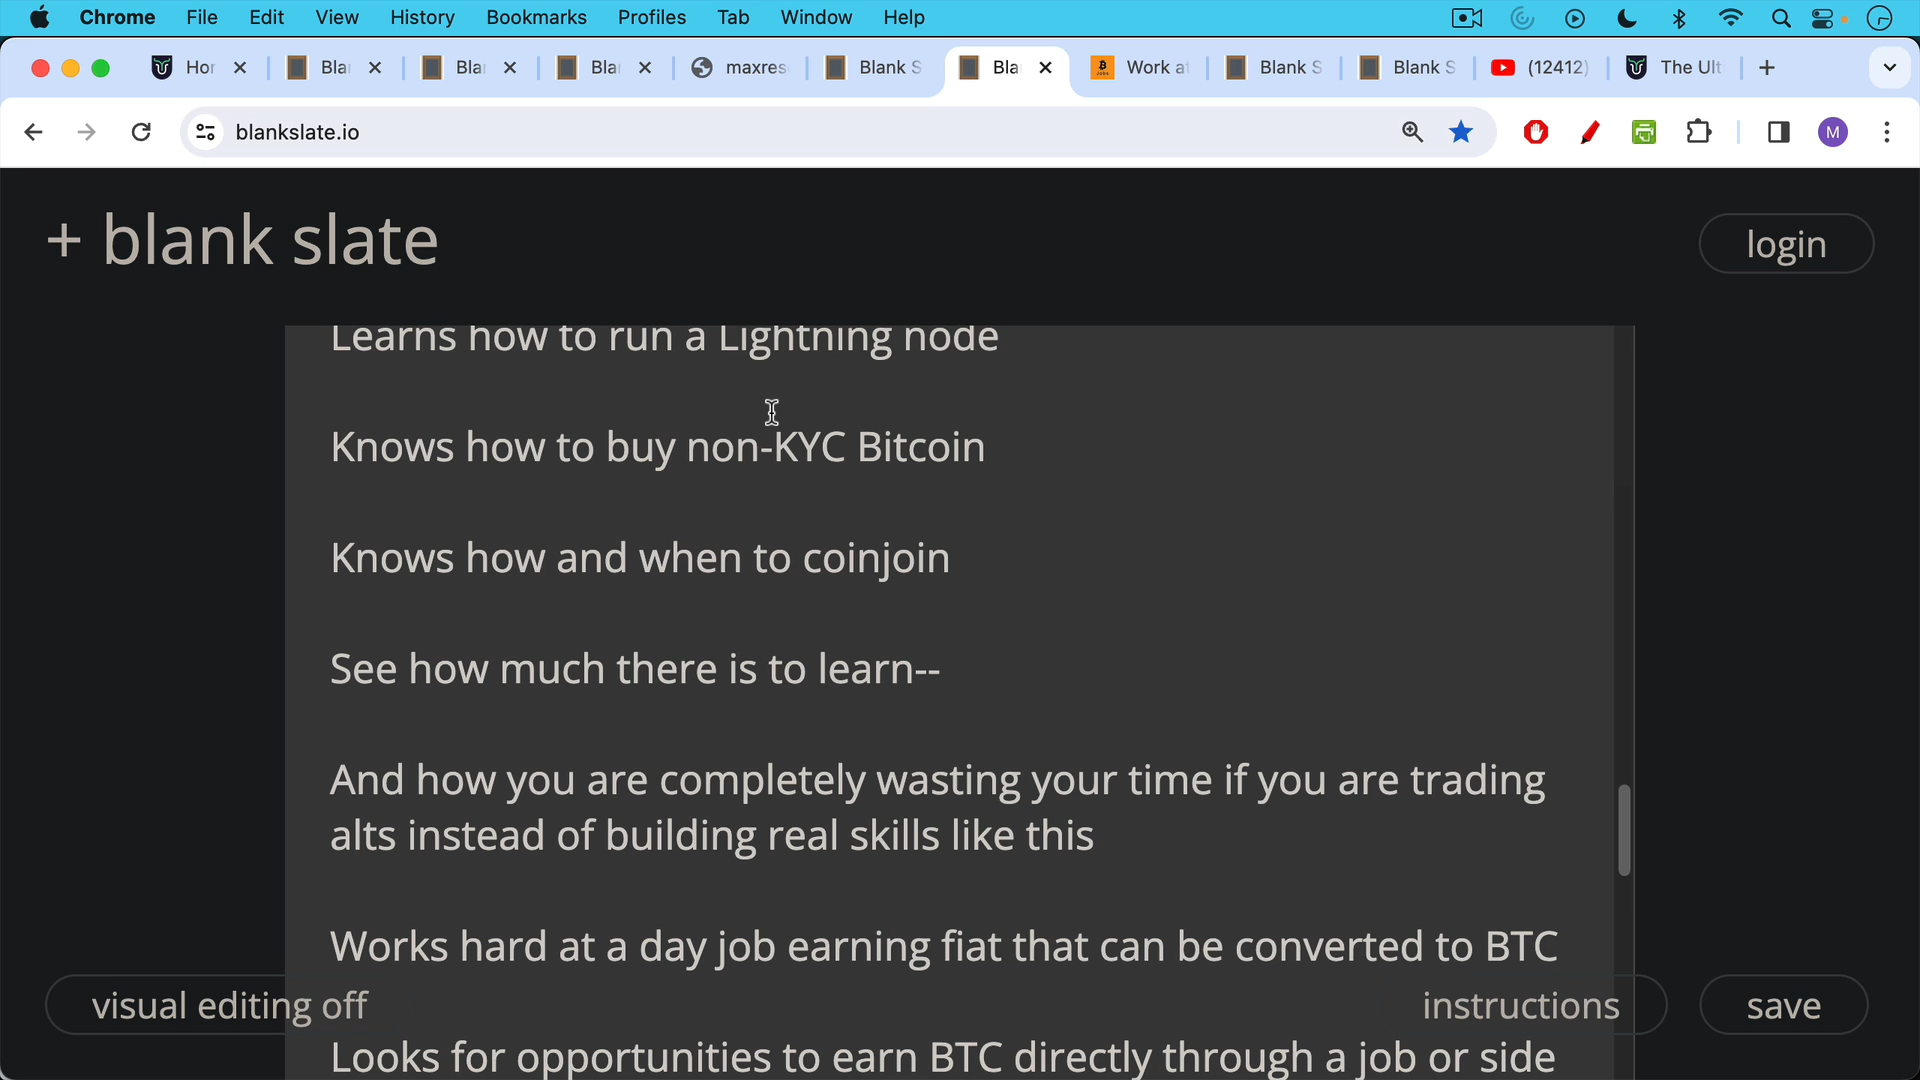 Chrome File Edit View History Bookmarks Profiles Tab Window Help
Hor Bla Bla Bla maxres Blank S Bla Work at Blank S Blank S (12412) The Ult
blankslate.io M
+ blank slate login
Learns how to run a Lightning node
Knows how to buy non-KYC Bitcoin
Knows how and when to coinjoin
See how much there is to learn--
And how you are completely wasting your time if you are trading
alts instead of building real skills like this
Works hard at a day job earning fiat that can be converted to BTC
visual editing off instructions save
Looks for opportunities to earn BTC directly through a job or side